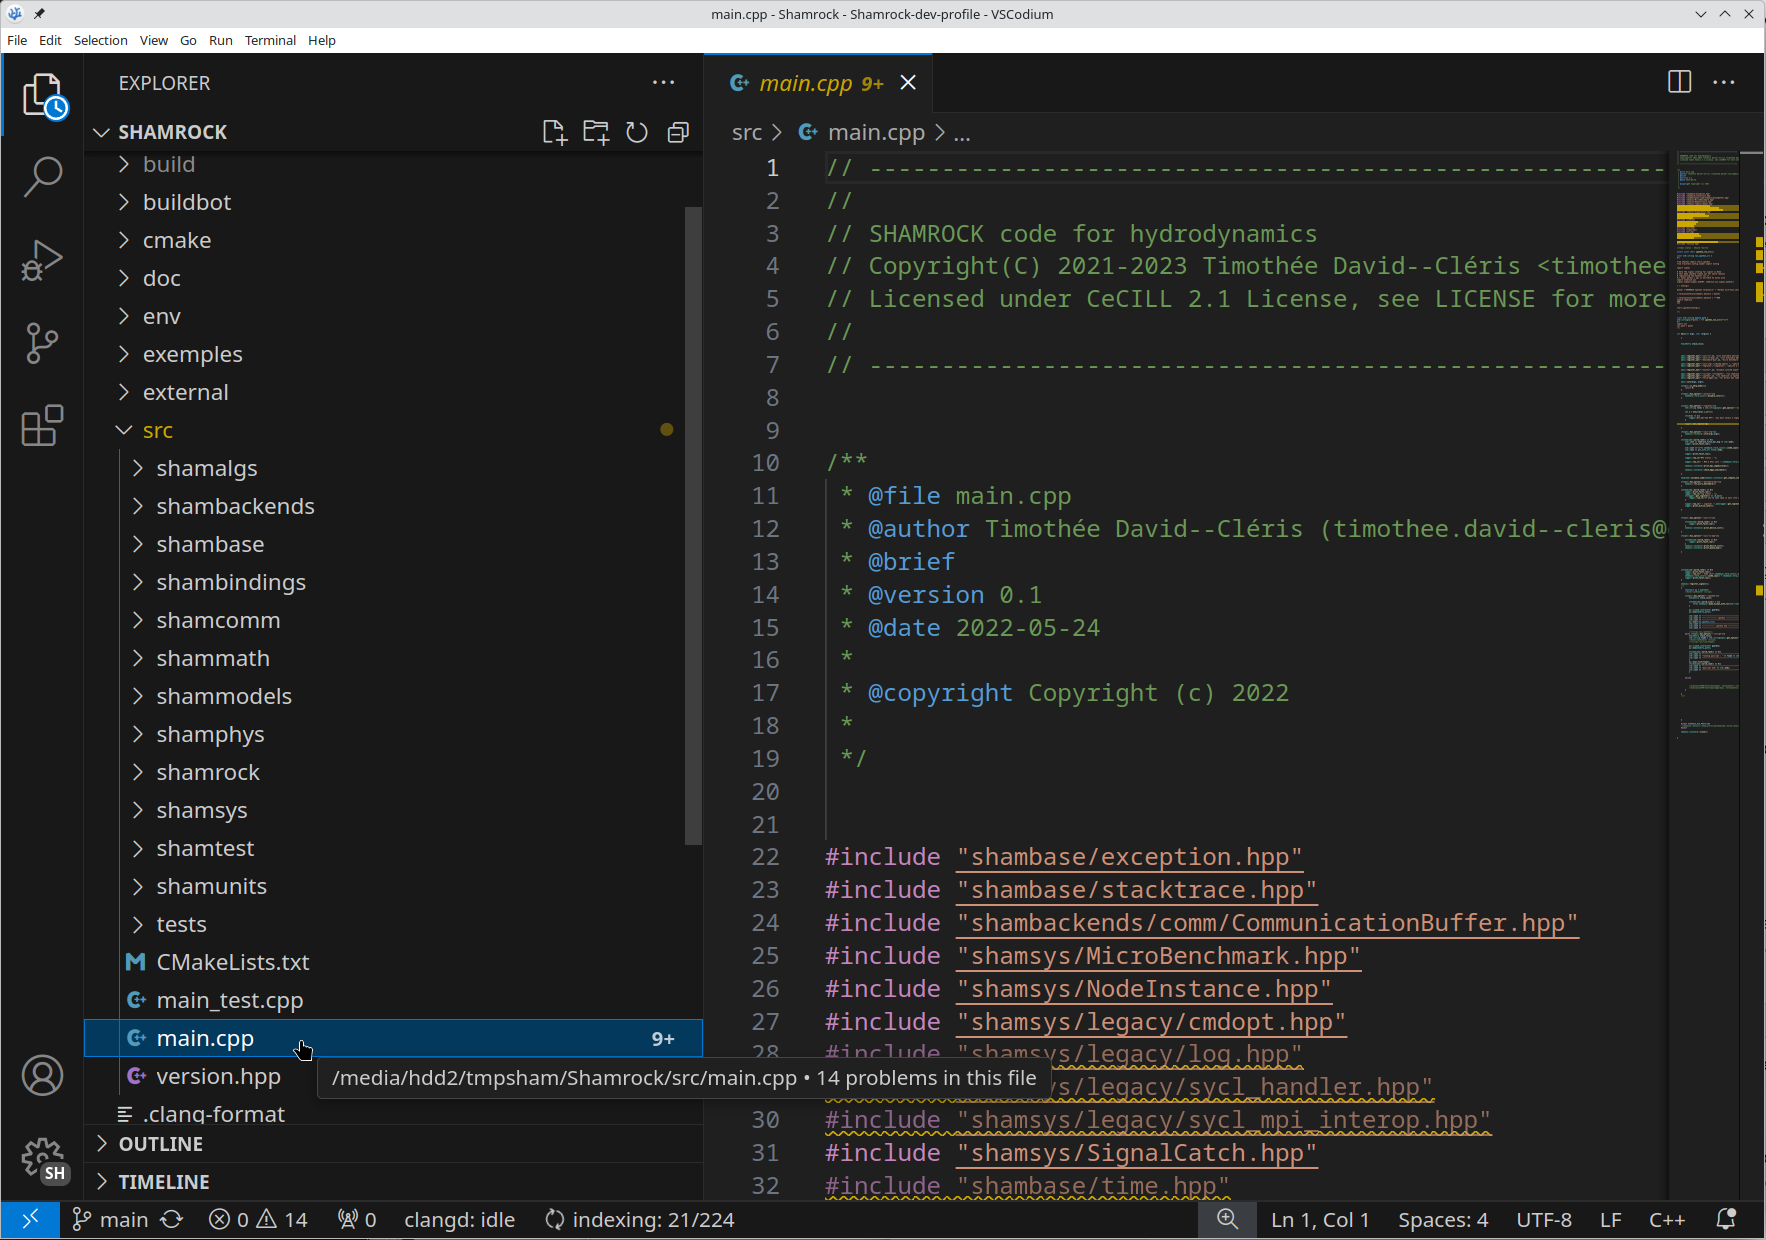 main.cpp - Shamrock - Shamrock-dev-profile - VSCodium
File Edit Selection View Go Run Terminal Help
EXPLORER
SHAMROCK
build
buildbot
cmake
doc
env
exemples
external
src
shamalgs
shambackends
shambase
shambindings
shamcomm
shammath
shammodels
shamphys
shamrock
shamsys
shamtest
shamunits
tests
CMakeLists.txt
main_test.cpp
main.cpp 9+
version.hpp
.clang-format
OUTLINE
TIMELINE
main.cpp 9+
src > main.cpp > ...
1 // -------------------------------------------------------
2 //
3 // SHAMROCK code for hydrodynamics
4 // Copyright(C) 2021-2023 Timothée David--Cléris <timothee
5 // Licensed under CeCILL 2.1 License, see LICENSE for more
6 //
7 // -------------------------------------------------------
8
9
10 /**
11 * @file main.cpp
12 * @author Timothée David--Cléris (timothee.david--cleris@
13 * @brief
14 * @version 0.1
15 * @date 2022-05-24
16 *
17 * @copyright Copyright (c) 2022
18 *
19 */
20
21
22 #include "shambase/exception.hpp"
23 #include "shambase/stacktrace.hpp"
24 #include "shambackends/comm/CommunicationBuffer.hpp"
25 #include "shamsys/MicroBenchmark.hpp"
26 #include "shamsys/NodeInstance.hpp"
27 #include "shamsys/legacy/cmdopt.hpp"
28 #include "shamsys/legacy/log.hpp"
/media/hdd2/tmpsham/Shamrock/src/main.cpp • 14 problems in this file
ys/legacy/sycl_handler.hpp"
30 #include "shamsys/legacy/sycl_mpi_interop.hpp"
31 #include "shamsys/SignalCatch.hpp"
32 #include "shambase/time.hpp"
SH
main 0 14 0 clangd: idle indexing: 21/224 Ln 1, Col 1 Spaces: 4 UTF-8 LF C++